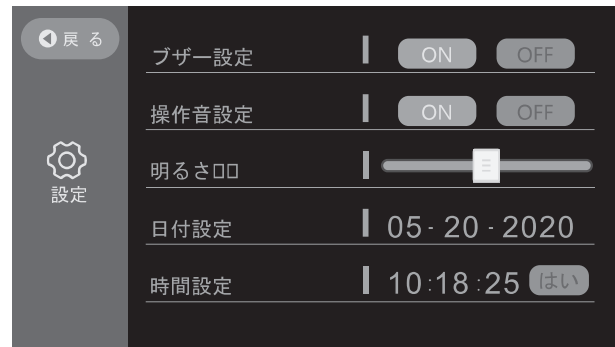 戻る
設定
ブザー設定 ON OFF
操作音設定 ON OFF
明るさ□□
日付設定 05-20-2020
時間設定 10:18:25 はい